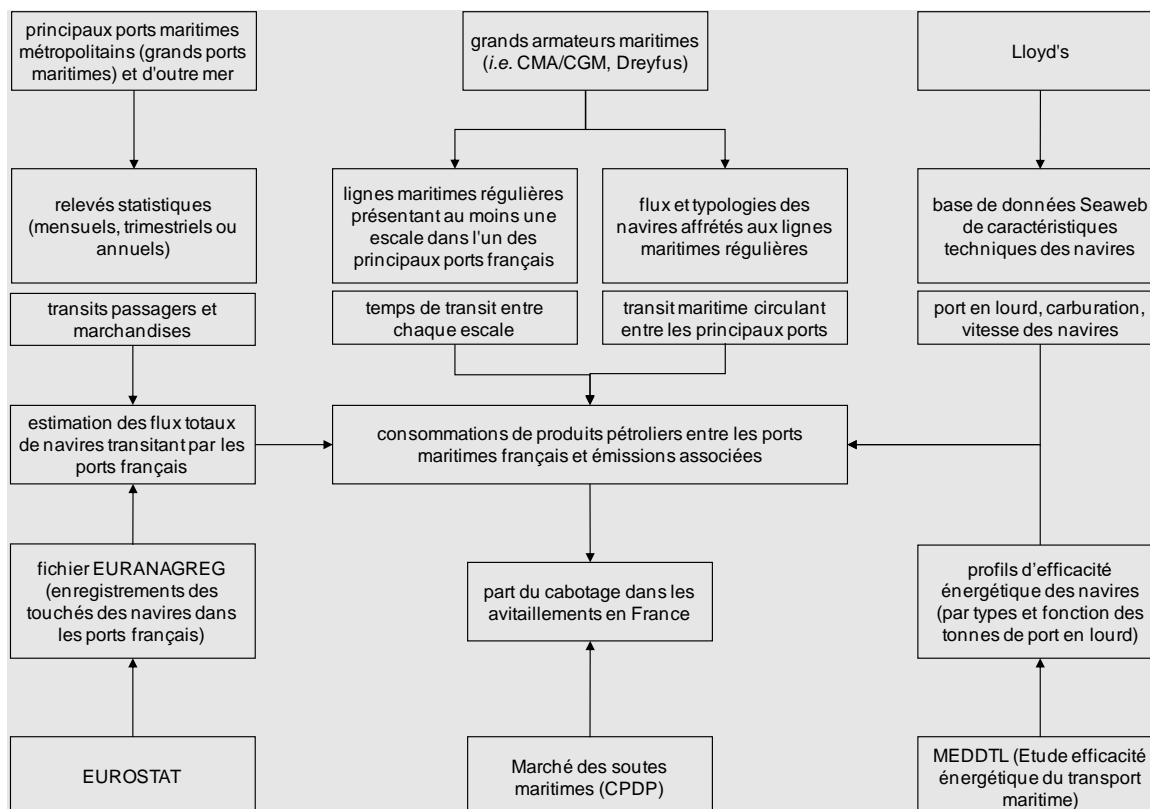 principaux ports maritimes
métropolitains (grands ports
maritimes) et d'outre mer
grands armateurs maritimes
(i.e. CMA/CGM, Dreyfus)
Lloyd's
relevés statistiques
(mensuels, trimestriels ou
annuels)
lignes maritimes régulières
présentant au moins une
escale dans l'un des
principaux ports français
flux et typologies des
navires affrétés aux lignes
maritimes régulières
base de données Seaweb
de caractéristiques
techniques des navires
transits passagers et
marchandises
temps de transit entre
chaque escale
transit maritime circulant
entre les principaux ports
port en lourd, carburation,
vitesse des navires
estimation des flux totaux
de navires transitant par les
ports français
consommations de produits pétroliers entre les ports
maritimes français et émissions associées
fichier EURANAGREG
(enregistrements des
touchés des navires dans
les ports français)
part du cabotage dans les
avitaillements en France
profils d’efficacité
énergétique des navires
(par types et fonction des
tonnes de port en lourd)
EUROSTAT
Marché des soutes
maritimes (CPDP)
MEDDTL (Etude efficacité
énergétique du transport
maritime)